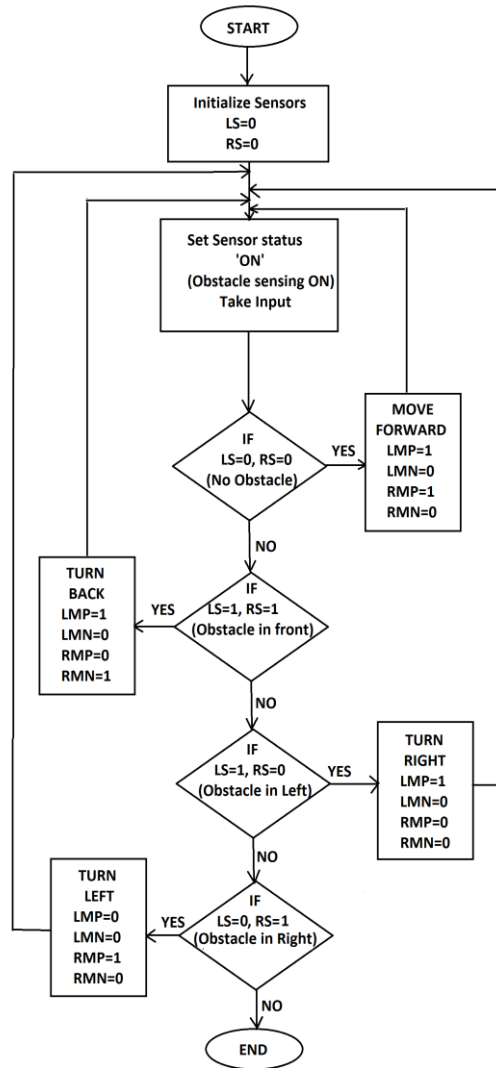 START
Initialize Sensors
LS=0
RS=0
Set Sensor status
'ON'
(Obstacle sensing ON)
Take Input
IF
LS=0, RS=0
(No Obstacle)
YES
MOVE
FORWARD
LMP=1
LMN=0
RMP=1
RMN=0
NO
IF
LS=1, RS=1
(Obstacle in front)
YES
TURN
BACK
LMP=1
LMN=0
RMP=0
RMN=1
NO
IF
LS=1, RS=0
(Obstacle in Left)
YES
TURN
RIGHT
LMP=1
LMN=0
RMP=0
RMN=0
NO
IF
LS=0, RS=1
(Obstacle in Right)
YES
TURN
LEFT
LMP=0
LMN=0
RMP=1
RMN=0
NO
END